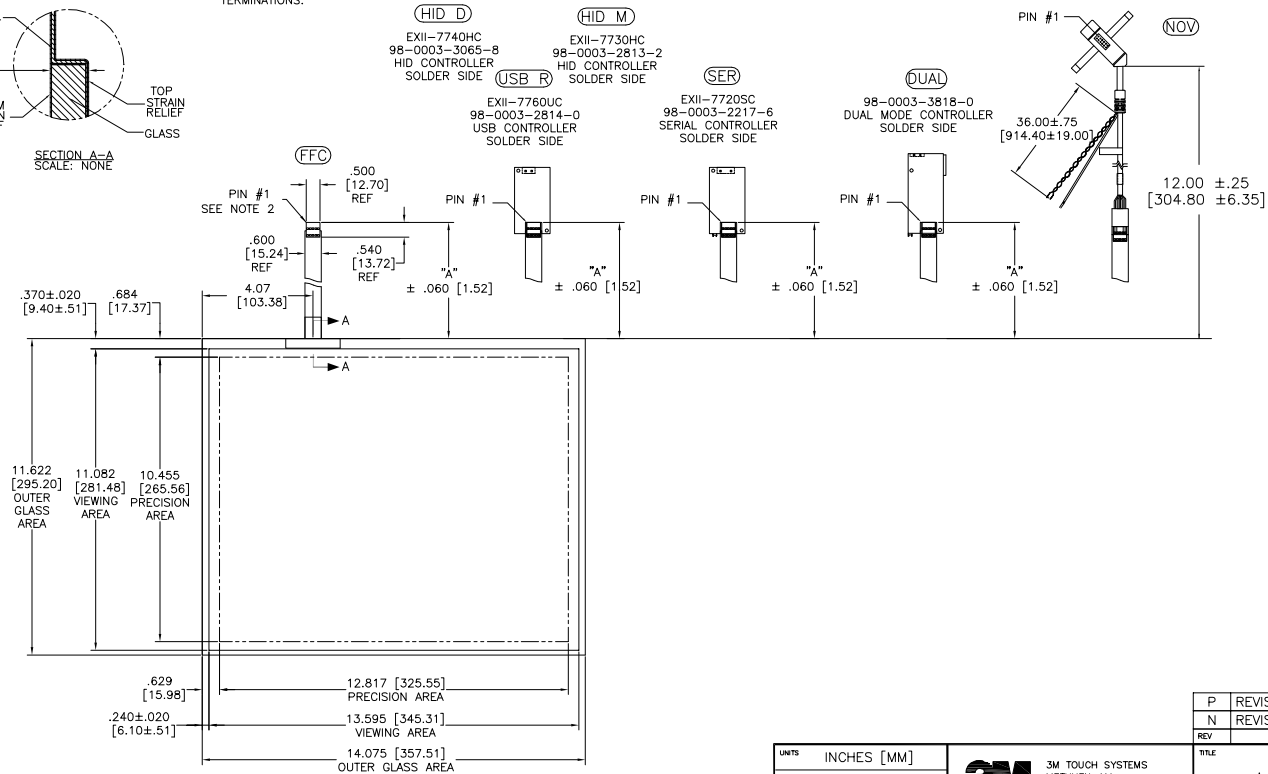 TERMINATIONS.
TOP
STRAIN
RELIEF
GLASS
SECTION A-A
SCALE: NONE
HID D
EXII-7740HC
98-0003-3065-8
HID CONTROLLER
SOLDER SIDE
HID M
EXII-7730HC
98-0003-2813-2
HID CONTROLLER
SOLDER SIDE
USB R
EXII-7760UC
98-0003-2814-0
USB CONTROLLER
SOLDER SIDE
SER
EXII-7720SC
98-0003-2217-6
SERIAL CONTROLLER
SOLDER SIDE
DUAL
98-0003-3818-0
DUAL MODE CONTROLLER
SOLDER SIDE
PIN #1
NOV
36.00±.75
[914.40±19.00]
12.00 ±.25
[304.80 ±6.35]
FFC
PIN #1
SEE NOTE 2
.500
[12.70]
REF
.600
[15.24]
REF
.540
[13.72]
REF
PIN #1
PIN #1
PIN #1
"A"
± .060 [1.52]
"A"
± .060 [1.52]
"A"
± .060 [1.52]
"A"
± .060 [1.52]
.370±.020
[9.40±.51]
.684
[17.37]
4.07
[103.38]
A
A
11.622
[295.20]
OUTER
GLASS
AREA
11.082
[281.48]
VIEWING
AREA
10.455
[265.56]
PRECISION
AREA
.629
[15.98]
12.817 [325.55]
PRECISION AREA
.240±.020
[6.10±.51]
13.595 [345.31]
VIEWING AREA
14.075 [357.51]
OUTER GLASS AREA
P REVIS
N REVIS
REV
UNITS INCHES [MM]
3M
3M TOUCH SYSTEMS
TITLE